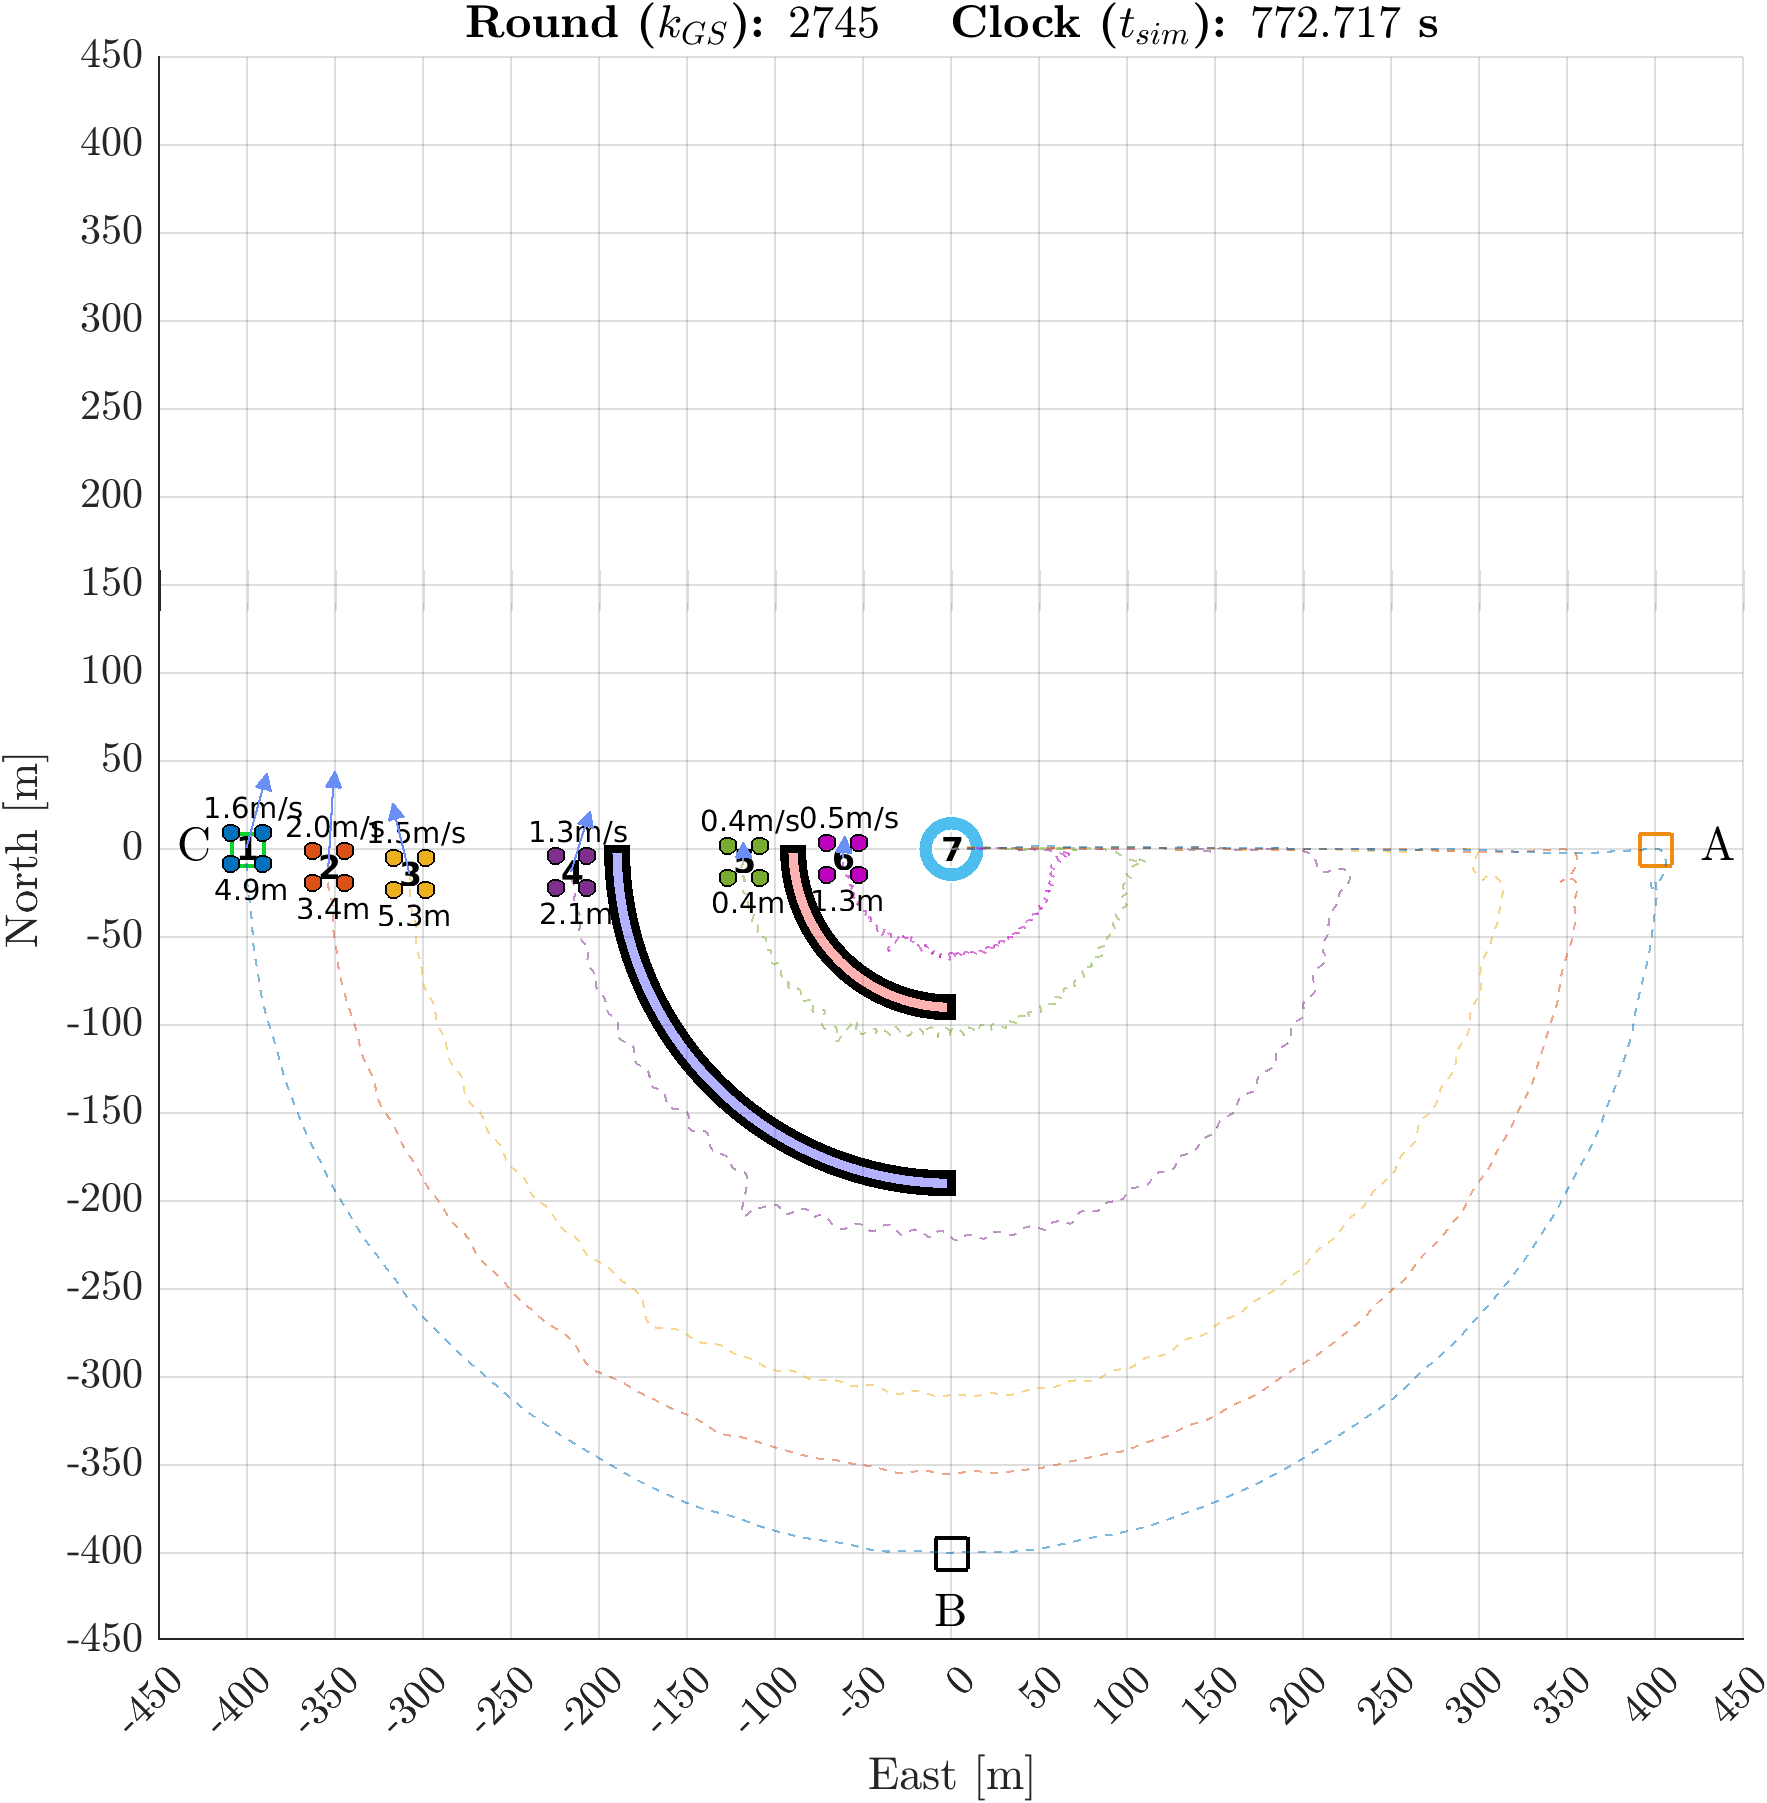 Round (k_GS): 2745 Clock (t_sim): 772.717 s
450
400
350
300
250
200
150
100
50
0
-50
-100
-150
-200
-250
-300
-350
-400
-450
North [m]
C
1.6m/s
1
4.9m
2.0m/s
2
3.4m
1.5m/s
3
5.3m
1.3m/s
4
2.1m
0.4m/s
5
0.4m
0.5m/s
6
1.3m
7
A
B
-450 -400 -350 -300 -250 -200 -150 -100 -50 0 50 100 150 200 250 300 350 400 450
East [m]